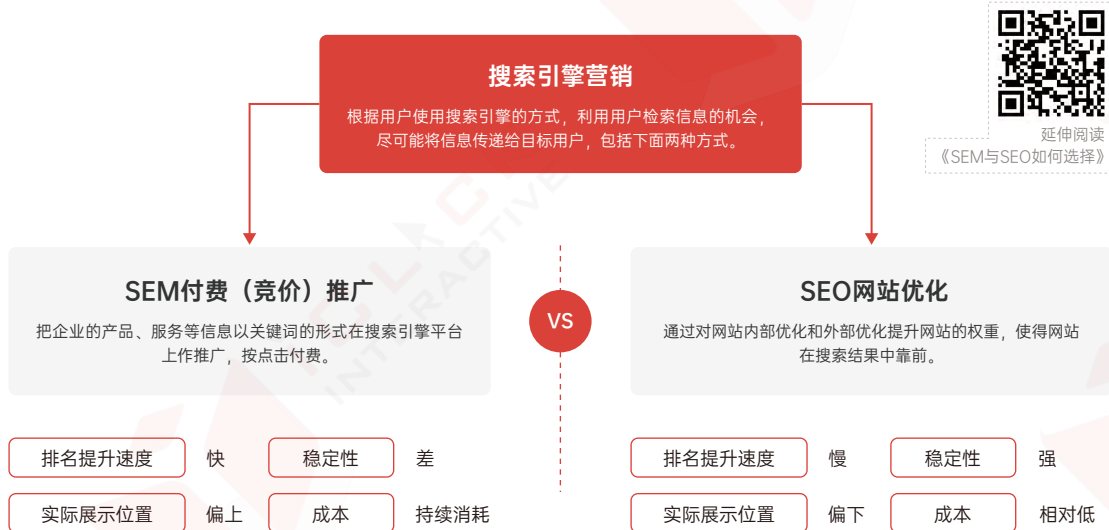 搜索引擎营销
根据用户使用搜索引擎的方式，利用用户检索信息的机会，
尽可能将信息传递给目标用户，包括下面两种方式。
延伸阅读
《SEM与SEO如何选择》
SEM付费（竞价）推广
把企业的产品、服务等信息以关键词的形式在搜索引擎平台
上作推广，按点击付费。
VS
SEO网站优化
通过对网站内部优化和外部优化提升网站的权重，使得网站
在搜索结果中靠前。
排名提升速度 快 稳定性 差
实际展示位置 偏上 成本 持续消耗
排名提升速度 慢 稳定性 强
实际展示位置 偏下 成本 相对低
INTERACTIVE